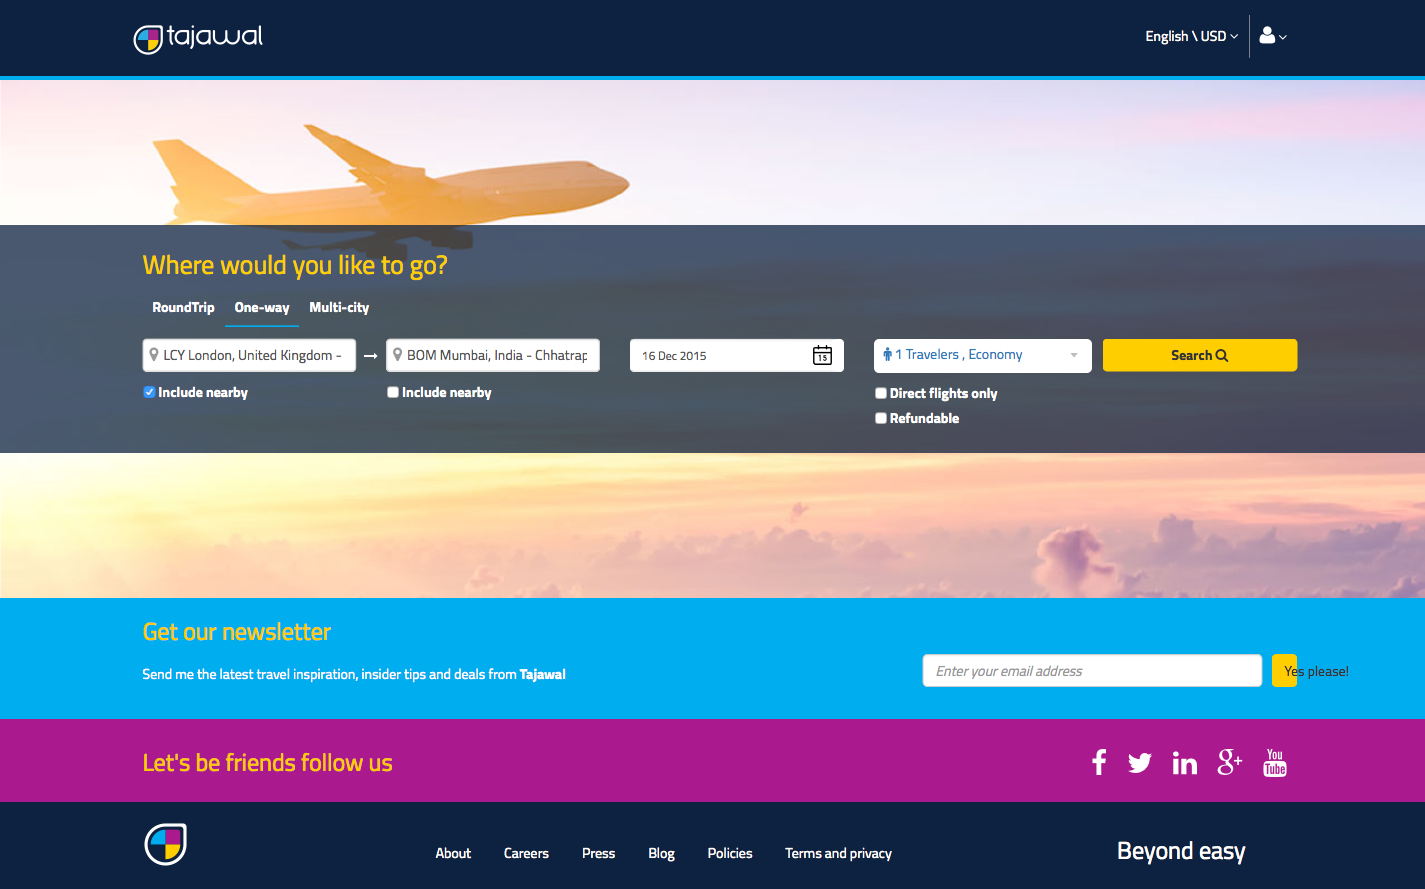 tajawal
English \ USD
Where would you like to go?
RoundTrip One-way Multi-city
LCY London, United Kingdom - BOM Mumbai, India - Chhatrap 16 Dec 2015 15 1 Travelers , Economy Search
Include nearby Include nearby Direct flights only
Refundable
Get our newsletter
Send me the latest travel inspiration, insider tips and deals from Tajawal Enter your email address Yes please!
Let's be friends follow us You Tube
About Careers Press Blog Policies Terms and privacy Beyond easy